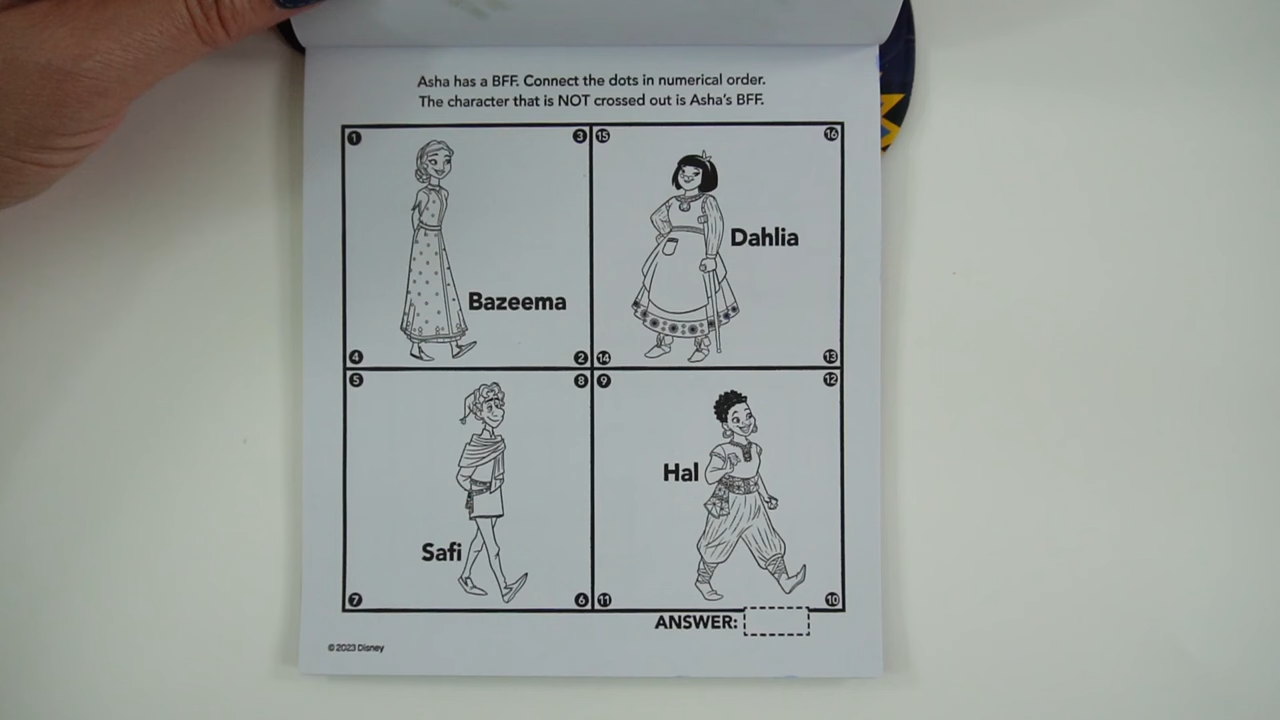 Asha has a BFF. Connect the dots in numerical order.
The character that is NOT crossed out is Asha's BFF.
1 3 15 16
Dahlia
Bazeema
4 2 14 13
5 8 9 12
Hal
Safi
7 6 11 10
ANSWER:
© 2023 Disney